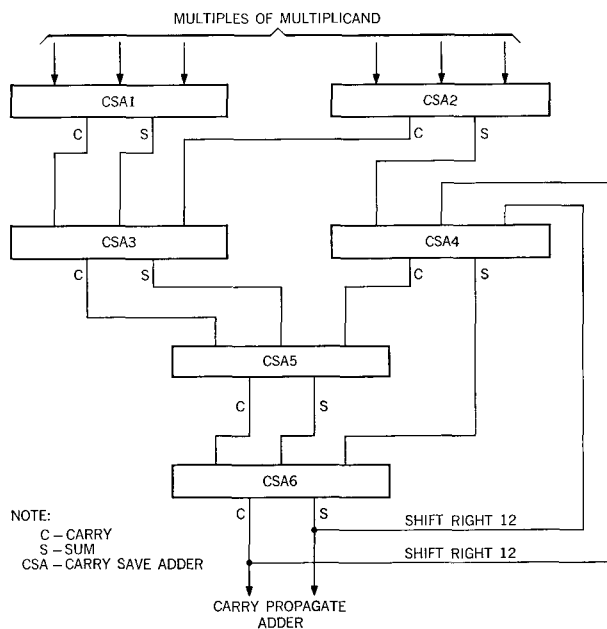 MULTIPLES OF MULTIPLICAND
CSA1 CSA2
C S C S
CSA3 CSA4
C S C S
CSA5
C S
CSA6
C S
NOTE:
C – CARRY
S – SUM
CSA – CARRY SAVE ADDER
SHIFT RIGHT 12
SHIFT RIGHT 12
CARRY PROPAGATE
ADDER